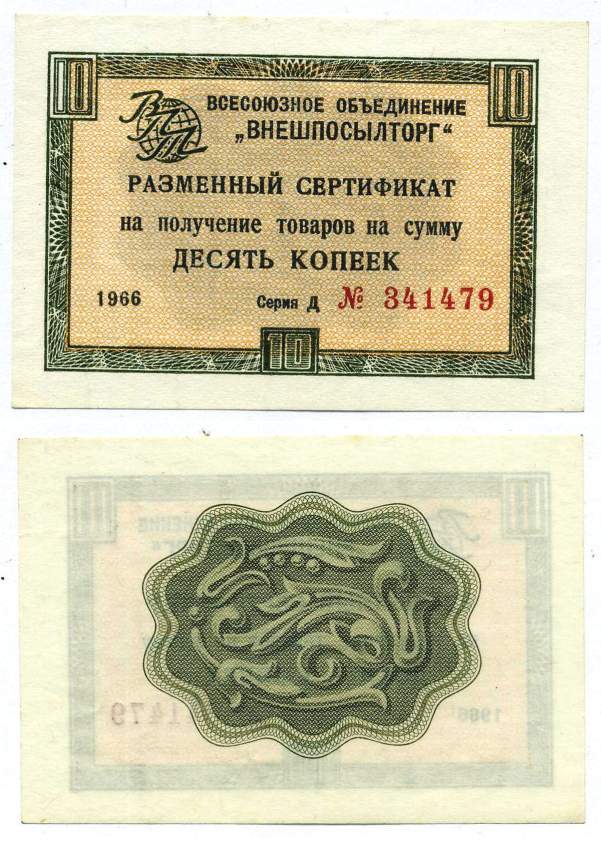 10 10
ВПТ
ВСЕСОЮЗНОЕ ОБЪЕДИНЕНИЕ
„ВНЕШПОСЫЛТОРГ“
РАЗМЕННЫЙ СЕРТИФИКАТ
на получение товаров на сумму
ДЕСЯТЬ КОПЕЕК
1966 Серия Д № 341479
10